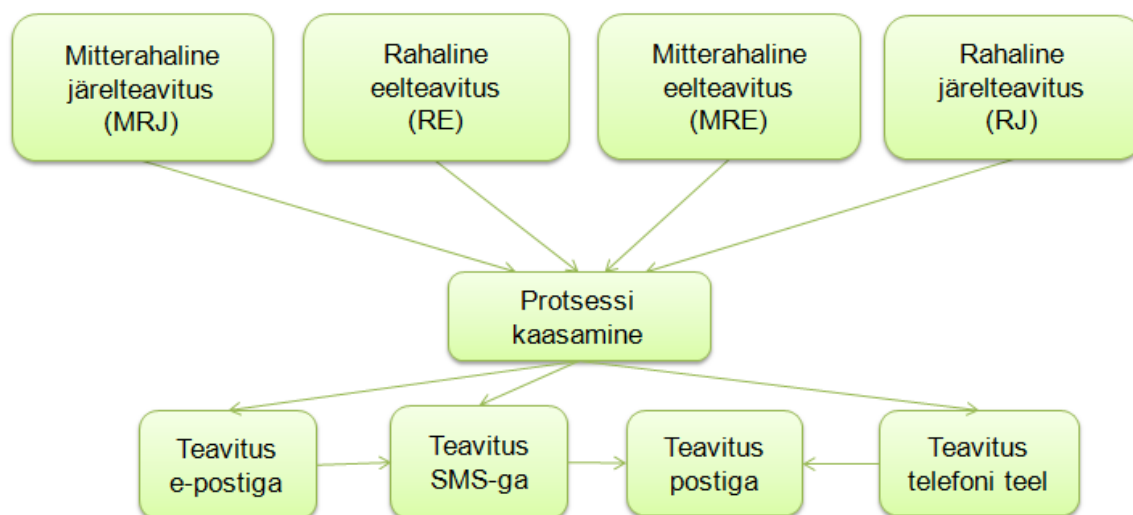 Mitterahaline
järelteavitus
(MRJ)
Rahaline
eelteavitus
(RE)
Mitterahaline
eelteavitus
(MRE)
Rahaline
järelteavitus
(RJ)
Protsessi
kaasamine
Teavitus
e-postiga
Teavitus
SMS-ga
Teavitus
postiga
Teavitus
telefoni teel